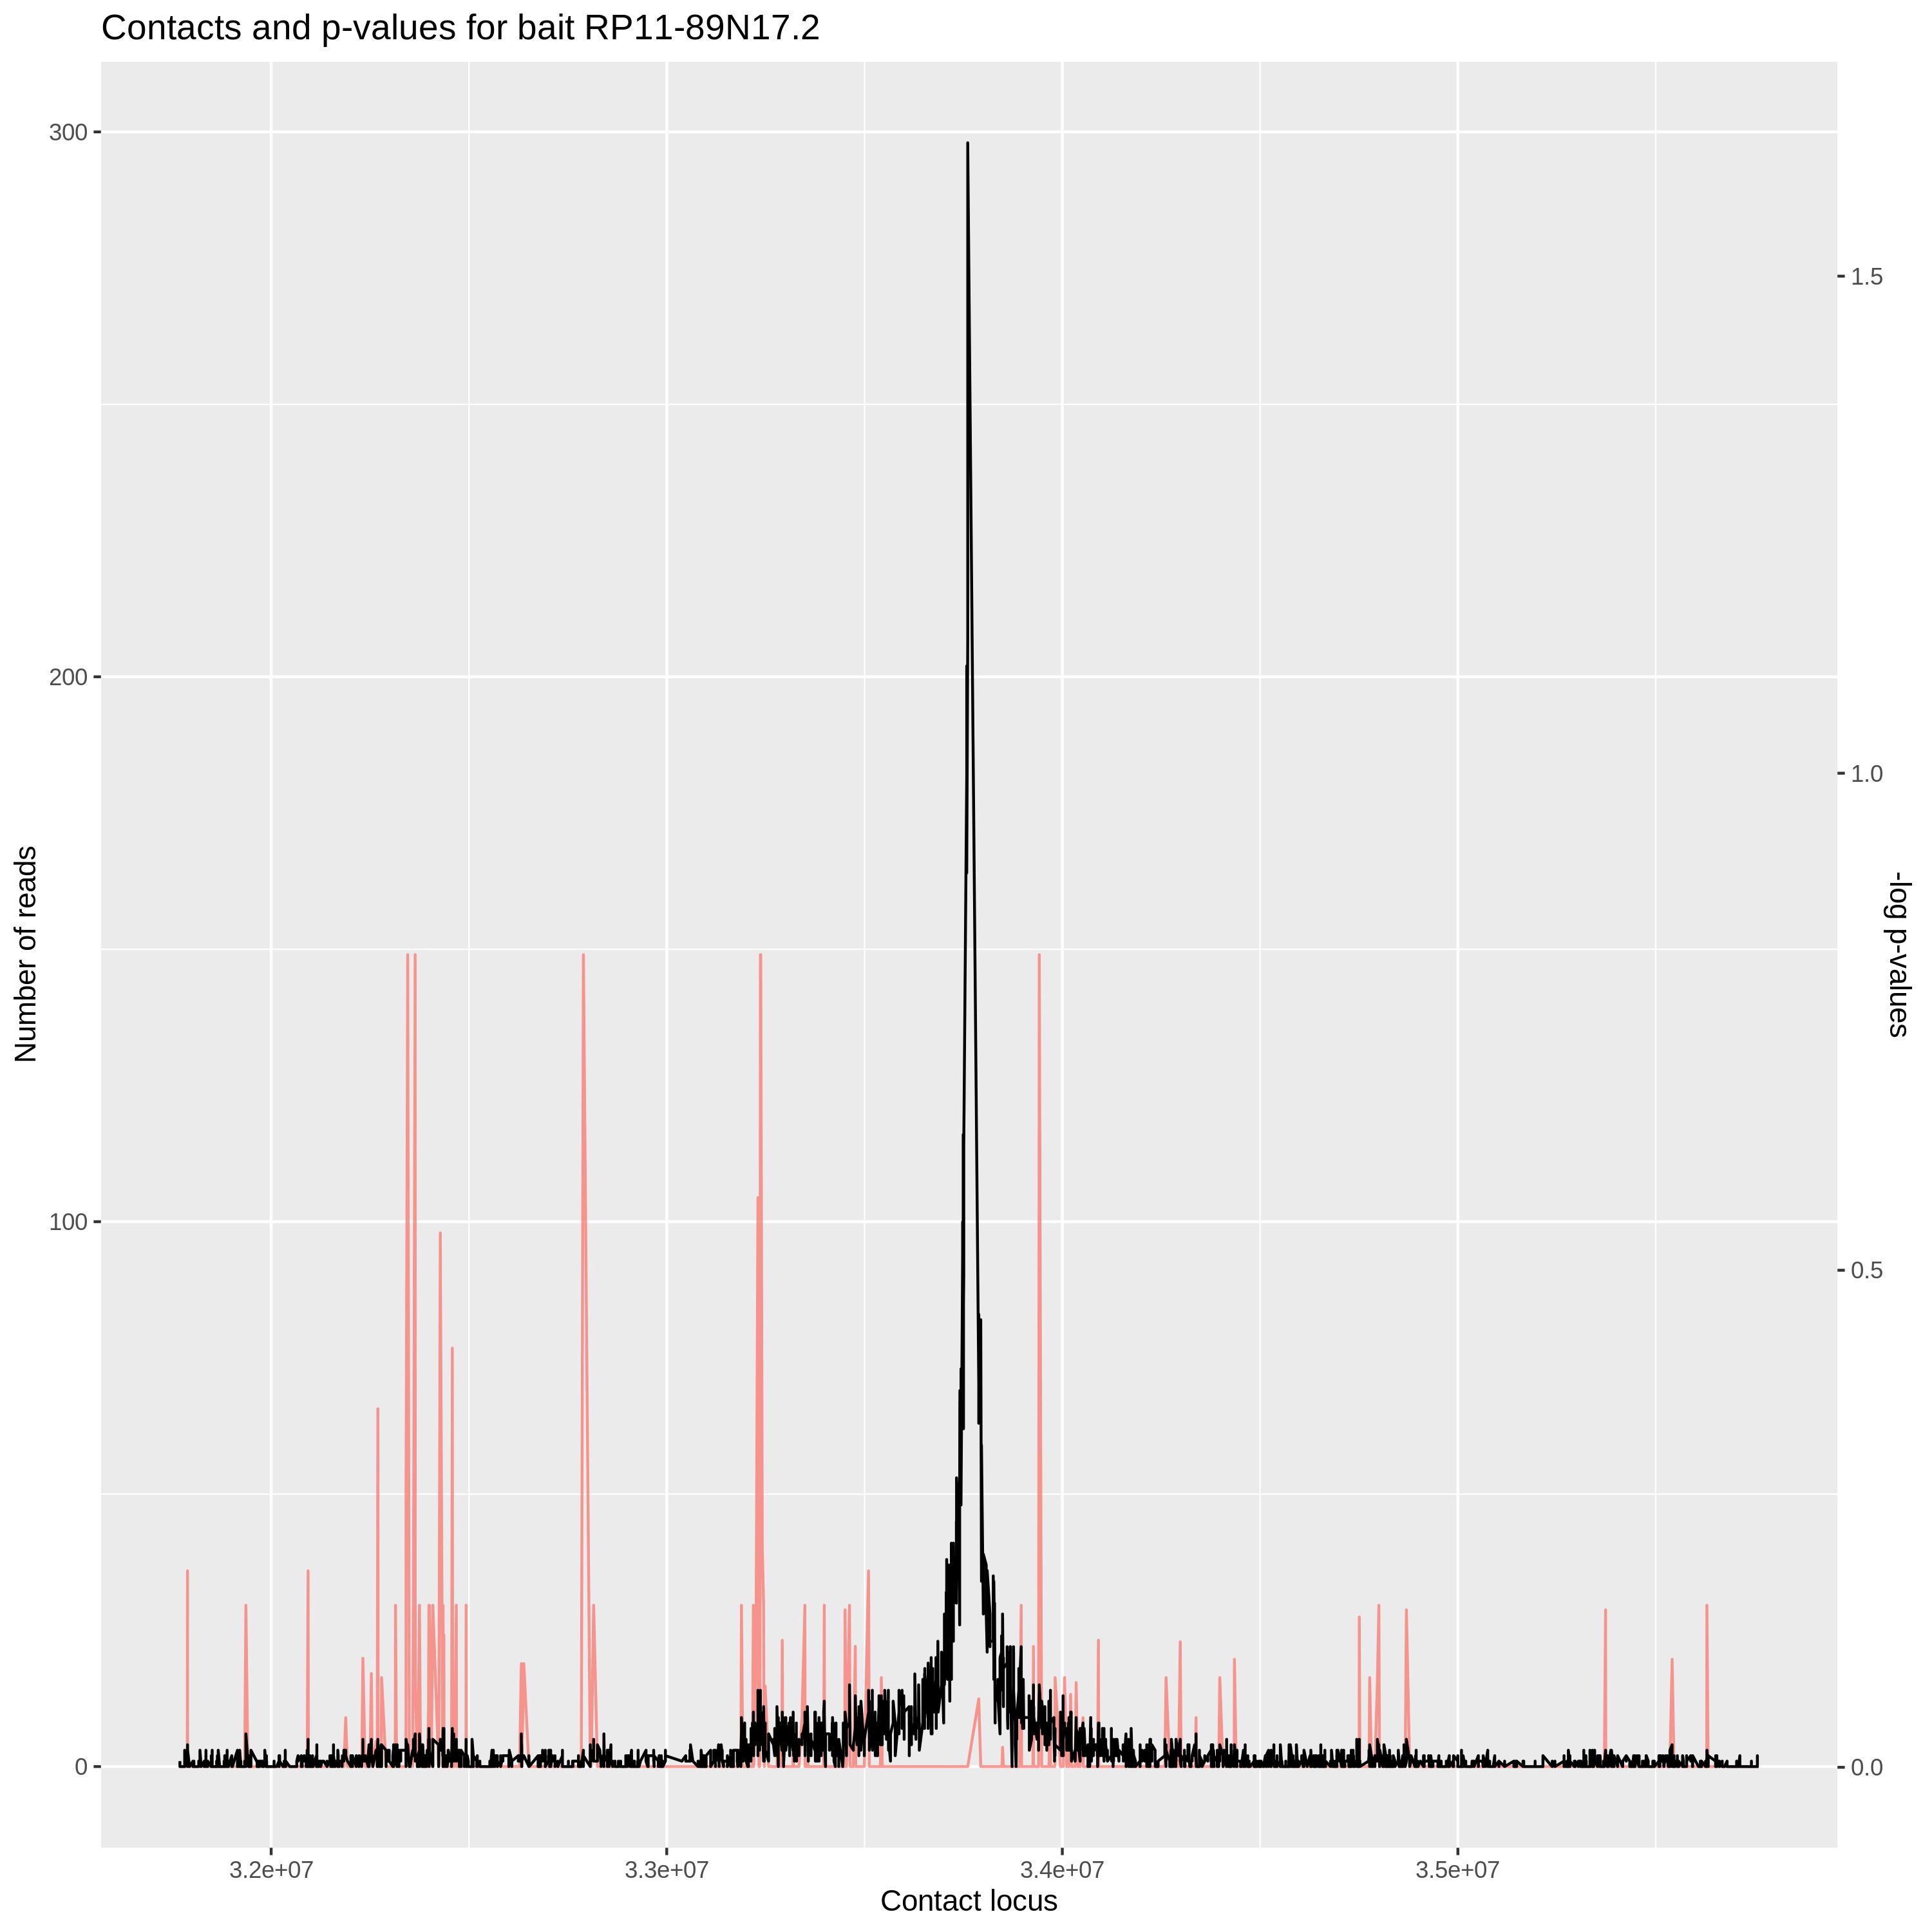 Contacts and p-values for bait RP11-89N17.2
300
200
100
0
Number of reads
1.5
1.0
0.5
0.0
-log p-values
3.2e+07
3.3e+07
3.4e+07
3.5e+07
Contact locus